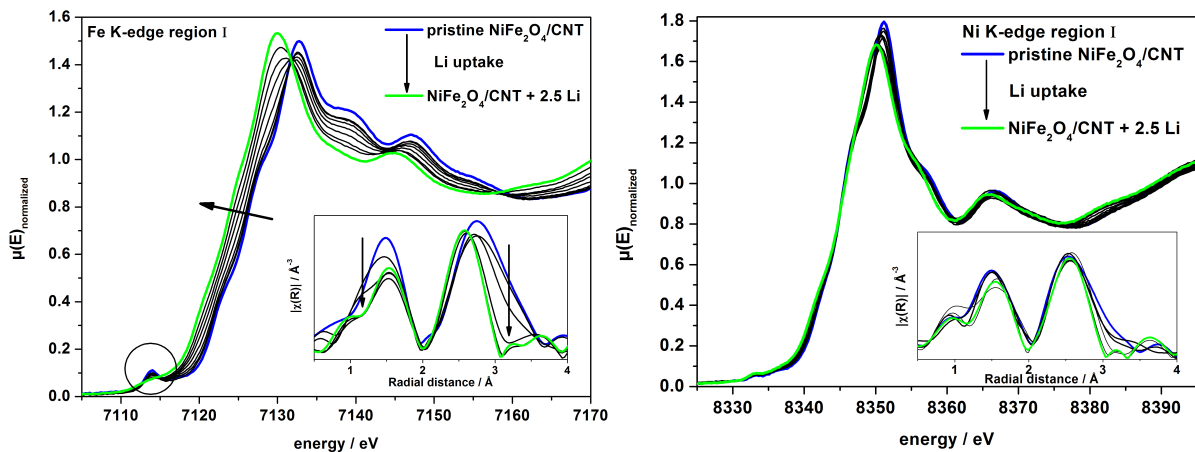 Fe K-edge region I
pristine NiFe₂O₄/CNT
Li uptake
NiFe₂O₄/CNT + 2.5 Li
μ(E)normalized
1.6
1.4
1.2
1.0
0.8
0.6
0.4
0.2
0.0
7110 7120 7130 7140 7150 7160 7170
energy / eV
|χ(R)| / Å⁻³
1 2 3 4
Radial distance / Å
Ni K-edge region I
pristine NiFe₂O₄/CNT
Li uptake
NiFe₂O₄/CNT + 2.5 Li
μ(E)normalized
1.8
1.6
1.4
1.2
1.0
0.8
0.6
0.4
0.2
0.0
8330 8340 8350 8360 8370 8380 8390
energy / eV
|χ(R)| / Å⁻³
1 2 3 4
Radial distance / Å